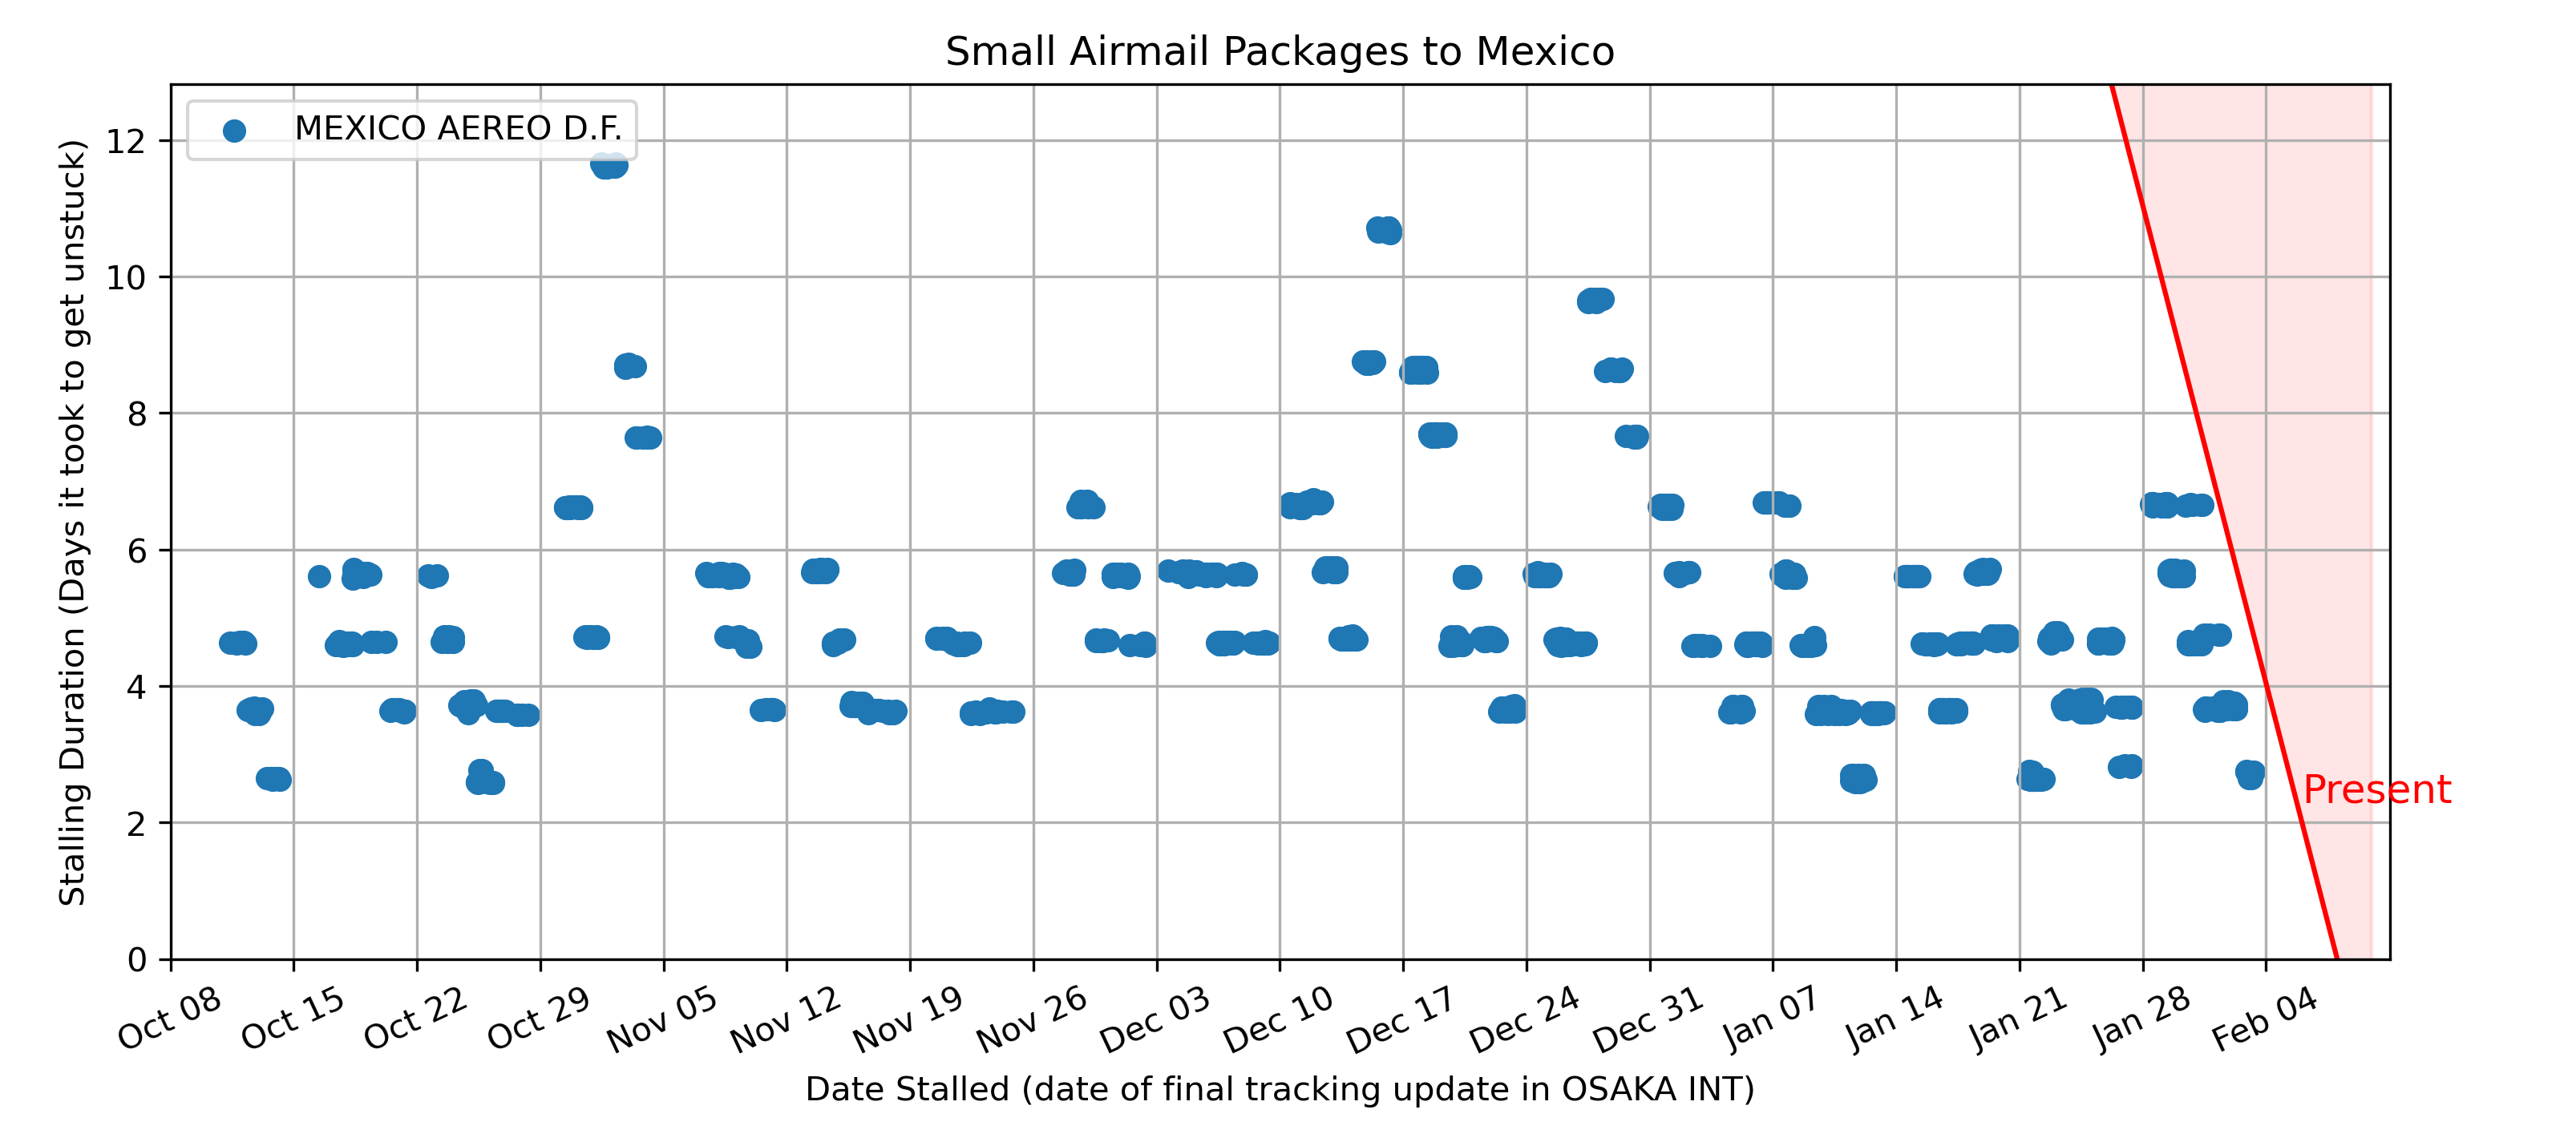 Small Airmail Packages to Mexico
MEXICO AEREO D.F.
Stalling Duration (Days it took to get unstuck)
12
10
8
6
4
2
0
Present
Oct 08
Oct 15
Oct 22
Oct 29
Nov 05
Nov 12
Nov 19
Nov 26
Dec 03
Dec 10
Dec 17
Dec 24
Dec 31
Jan 07
Jan 14
Jan 21
Jan 28
Feb 04
Date Stalled (date of final tracking update in OSAKA INT)